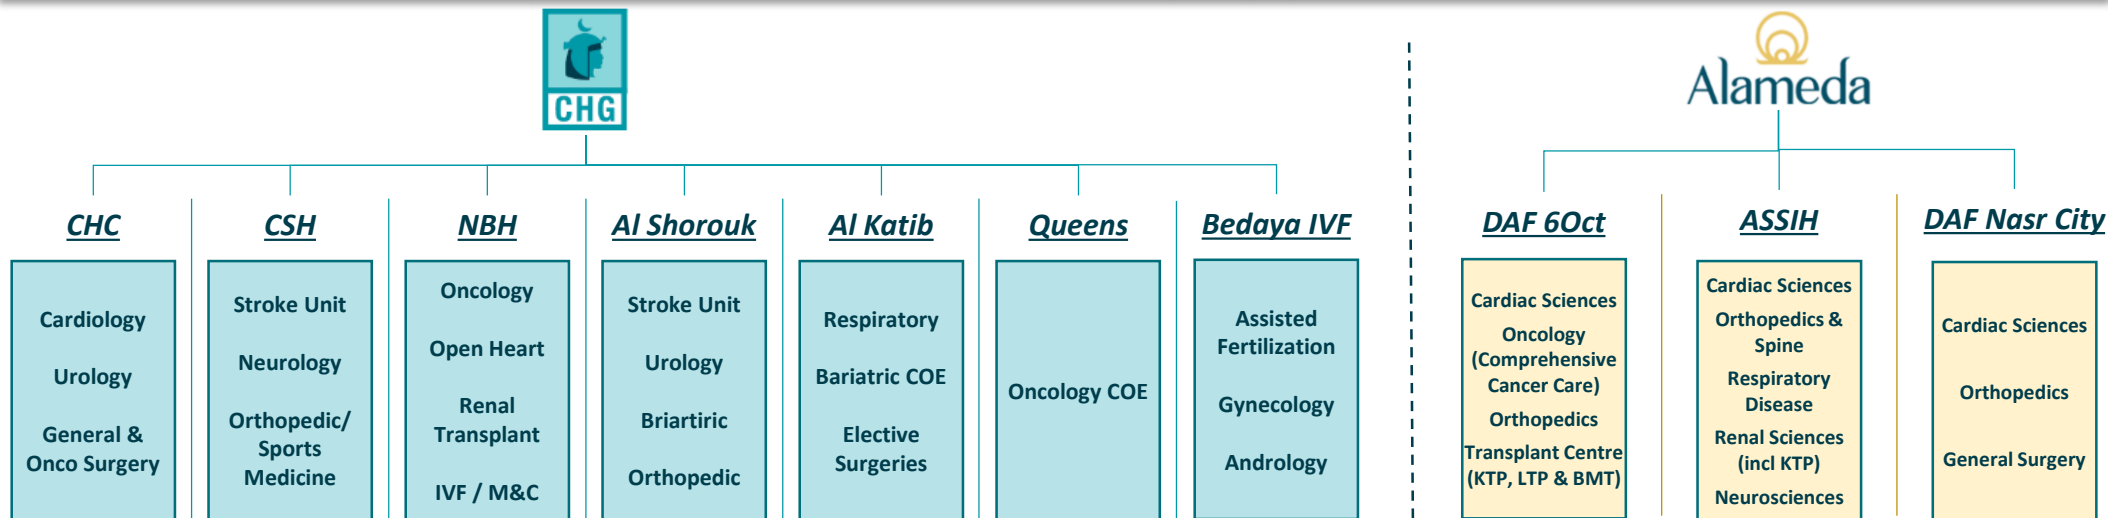 CHG
Alameda
CHC
CSH
NBH
Al Shorouk
Al Katib
Queens
Bedaya IVF
DAF 6Oct
ASSIH
DAF Nasr City
Cardiology
Urology
General &
Onco Surgery
Stroke Unit
Neurology
Orthopedic/
Sports
Medicine
Oncology
Open Heart
Renal
Transplant
IVF / M&C
Stroke Unit
Urology
Briartiric
Orthopedic
Respiratory
Bariatric COE
Elective
Surgeries
Oncology COE
Assisted
Fertilization
Gynecology
Andrology
Cardiac Sciences
Oncology
(Comprehensive
Cancer Care)
Orthopedics
Transplant Centre
(KTP, LTP & BMT)
Cardiac Sciences
Orthopedics &
Spine
Respiratory
Disease
Renal Sciences
(incl KTP)
Neurosciences
Cardiac Sciences
Orthopedics
General Surgery